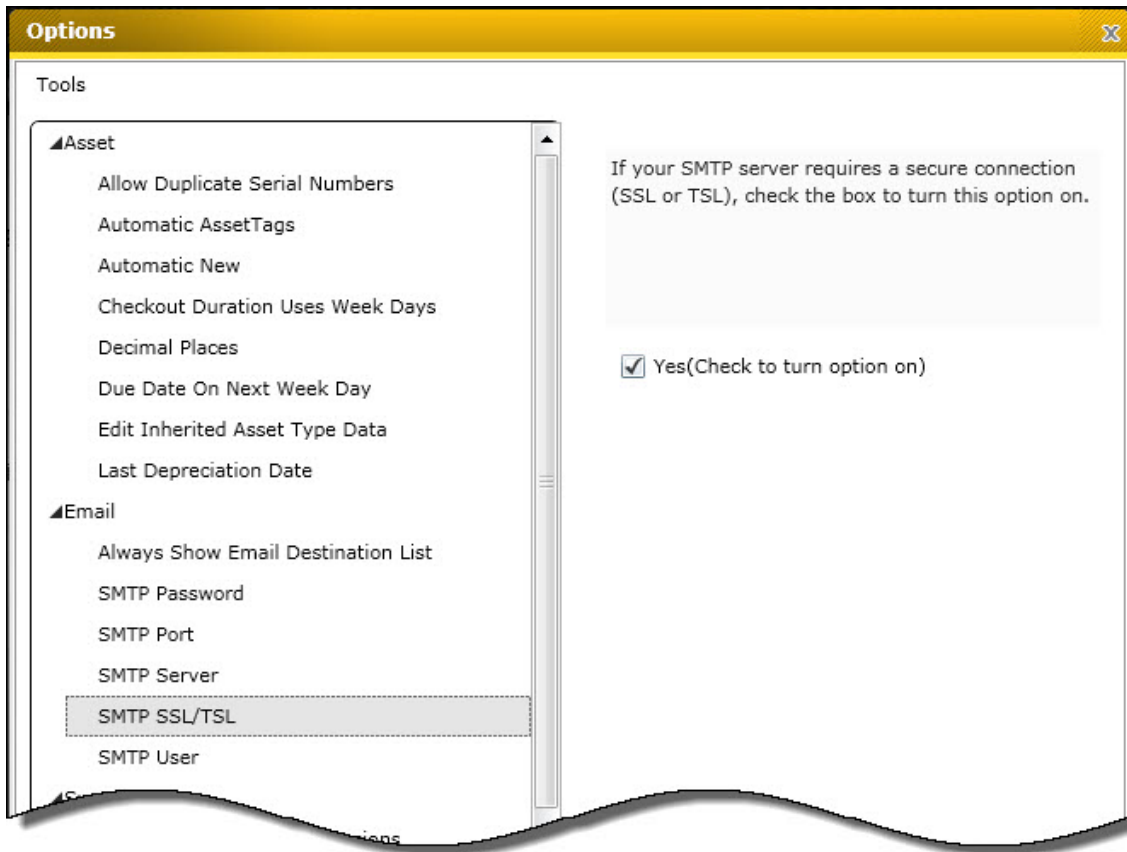 Options
Tools
Asset
Allow Duplicate Serial Numbers
Automatic AssetTags
Automatic New
Checkout Duration Uses Week Days
Decimal Places
Due Date On Next Week Day
Edit Inherited Asset Type Data
Last Depreciation Date
Email
Always Show Email Destination List
SMTP Password
SMTP Port
SMTP Server
SMTP SSL/TSL
SMTP User
If your SMTP server requires a secure connection
(SSL or TSL), check the box to turn this option on.
Yes(Check to turn option on)